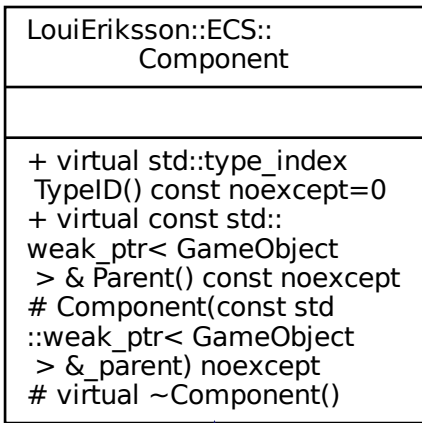 LouiEriksson::ECS::
Component
+ virtual std::type_index
TypeID() const noexcept=0
+ virtual const std::
weak_ptr< GameObject
> & Parent() const noexcept
# Component(const std
::weak_ptr< GameObject
> &_parent) noexcept
# virtual ~Component()